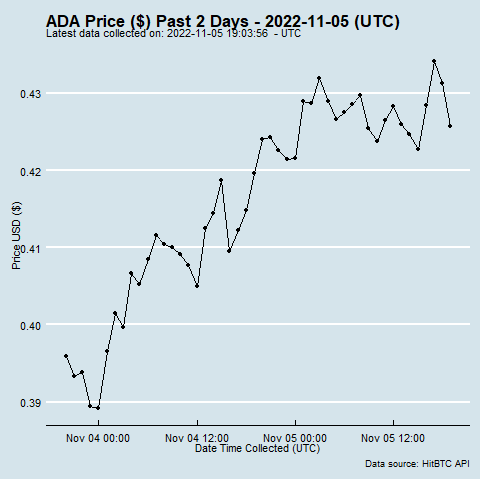 ADA Price ($) Past 2 Days - 2022-11-05 (UTC)
Latest data collected on: 2022-11-05 19:03:56 - UTC
Price USD ($)
0.43
0.42
0.41
0.40
0.39
Nov 04 00:00 Nov 04 12:00 Nov 05 00:00 Nov 05 12:00
Date Time Collected (UTC)
Data source: HitBTC API